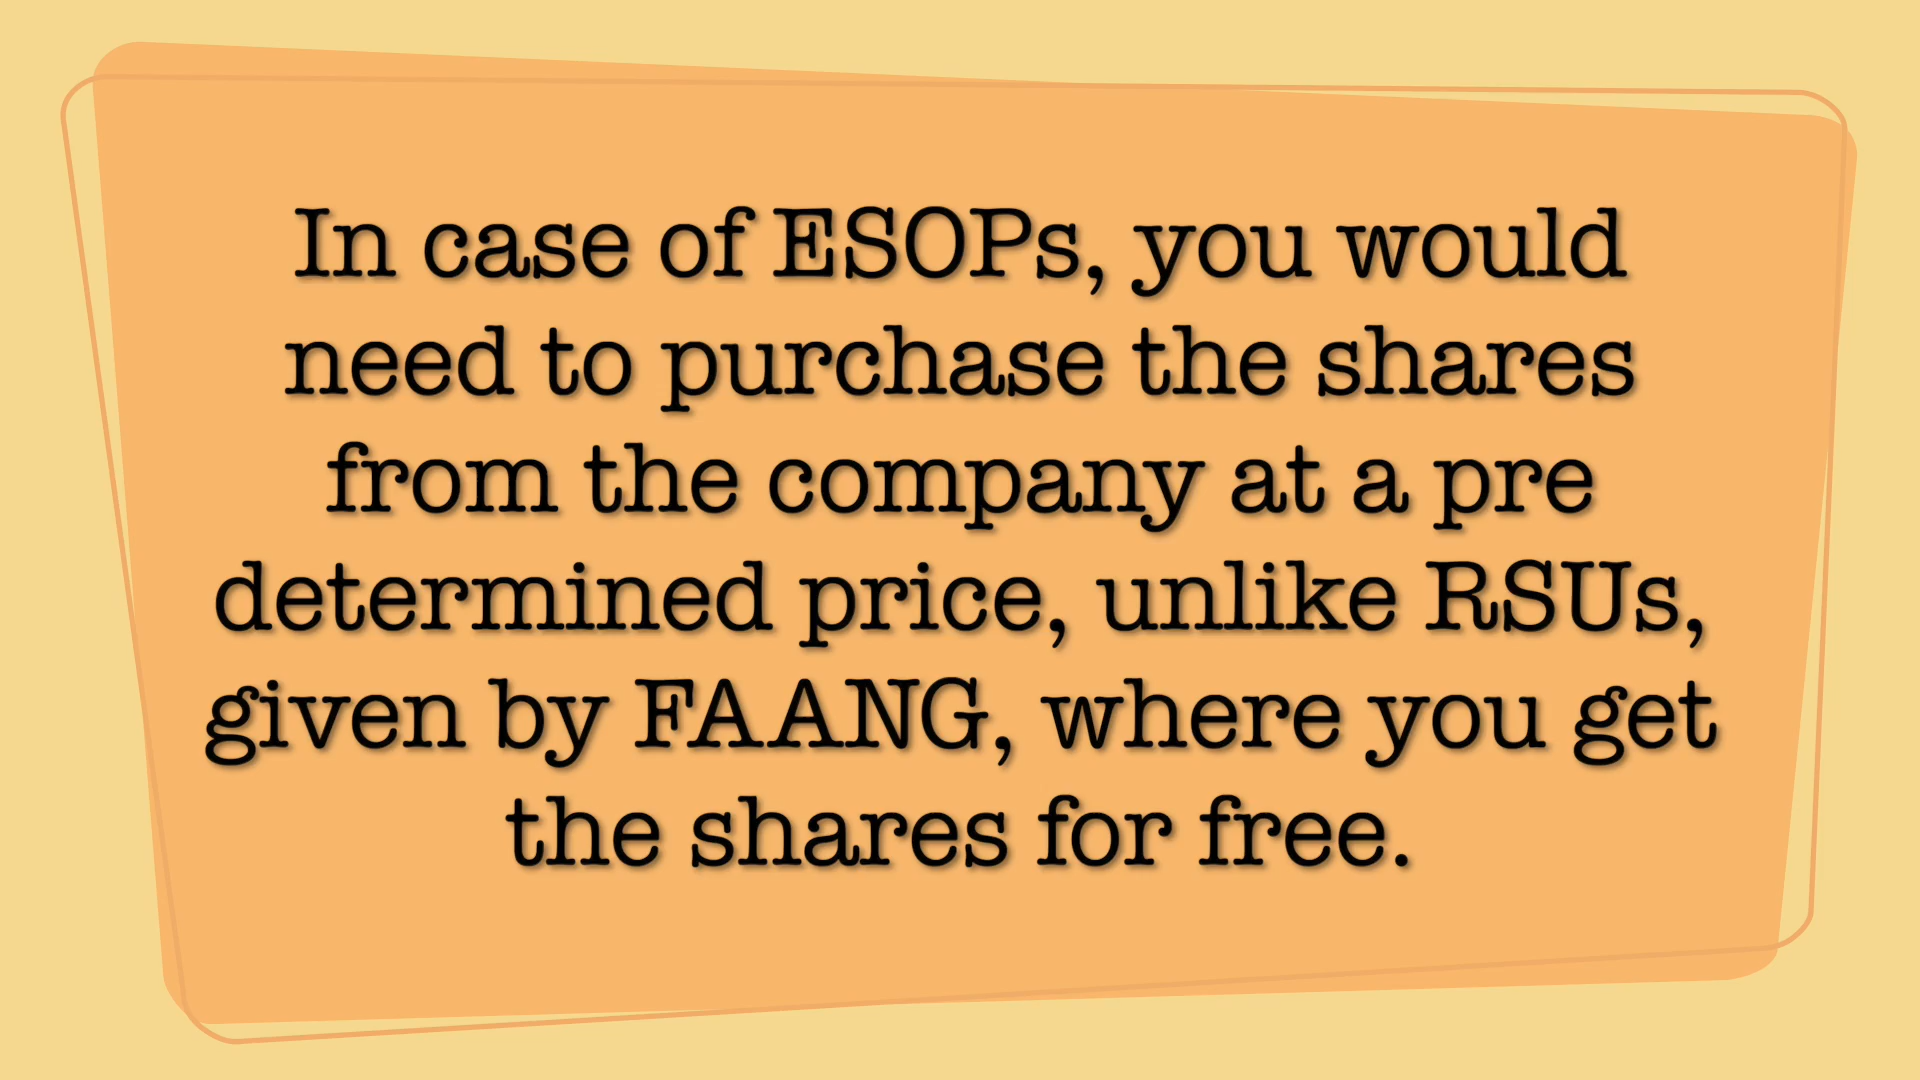 In case of ESOPs, you would
need to purchase the shares
from the company at a pre
determined price, unlike RSUs,
given by FAANG, where you get
the shares for free.